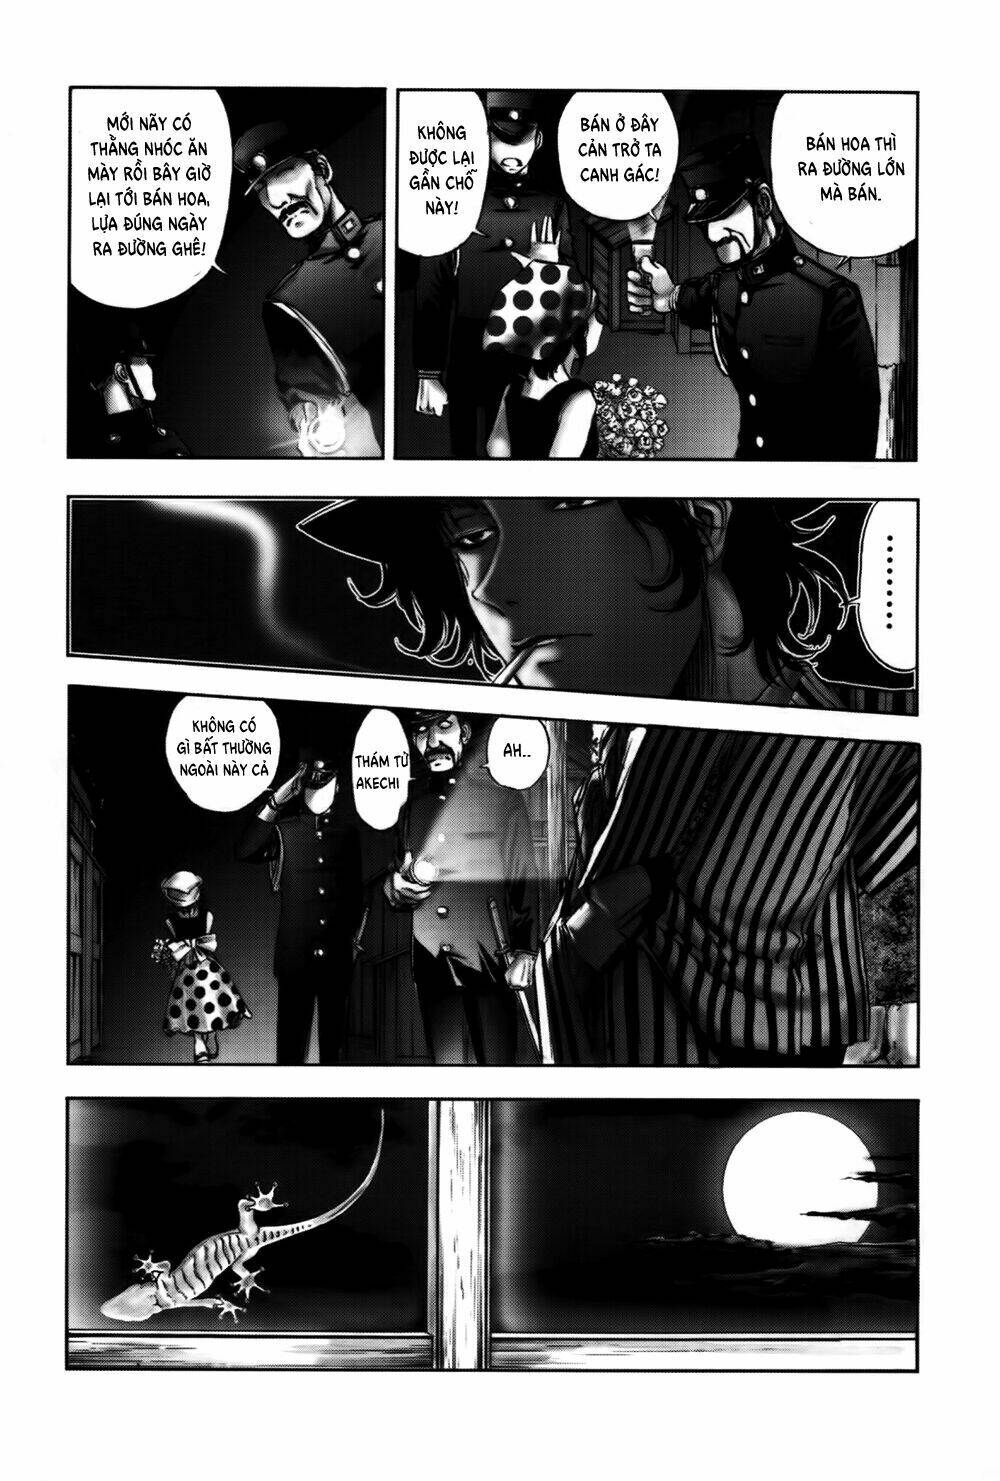 BÁN HOA THÌ
RA ĐƯỜNG LỚN
MÀ BÁN.
BÁN Ở ĐÂY
CẢN TRỞ TA
CANH GÁC!
KHÔNG
ĐƯỢC LẠI
GẦN CHỖ
NÀY!
MỚI NÃY CÓ
THẰNG NHÓC ĂN
MÀY RỒI BÂY GIỜ
LẠI TỚI BÁN HOA,
LỰA ĐÚNG NGÀY
RA ĐƯỜNG GHÊ!
.........
AH..
THÁM TỬ
AKECHI
KHÔNG CÓ
GÌ BẤT THƯỜNG
NGOÀI NÀY CẢ